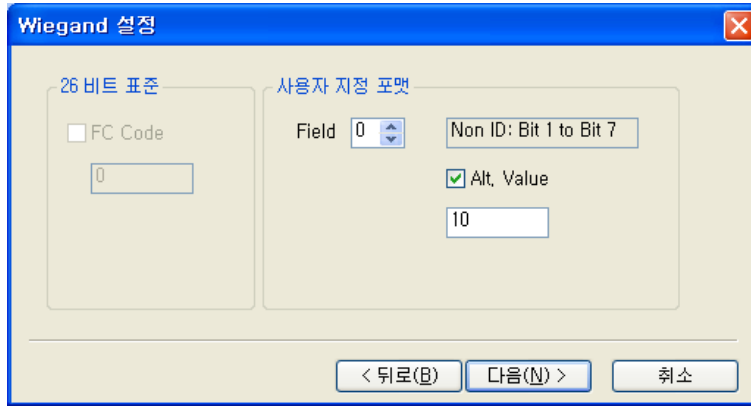 Wiegand 설정
26 비트 표준
FC Code
0
사용자 지정 포맷
Field 0 Non ID: Bit 1 to Bit 7
Alt. Value
10
< 뒤로(B) 다음(N) > 취소